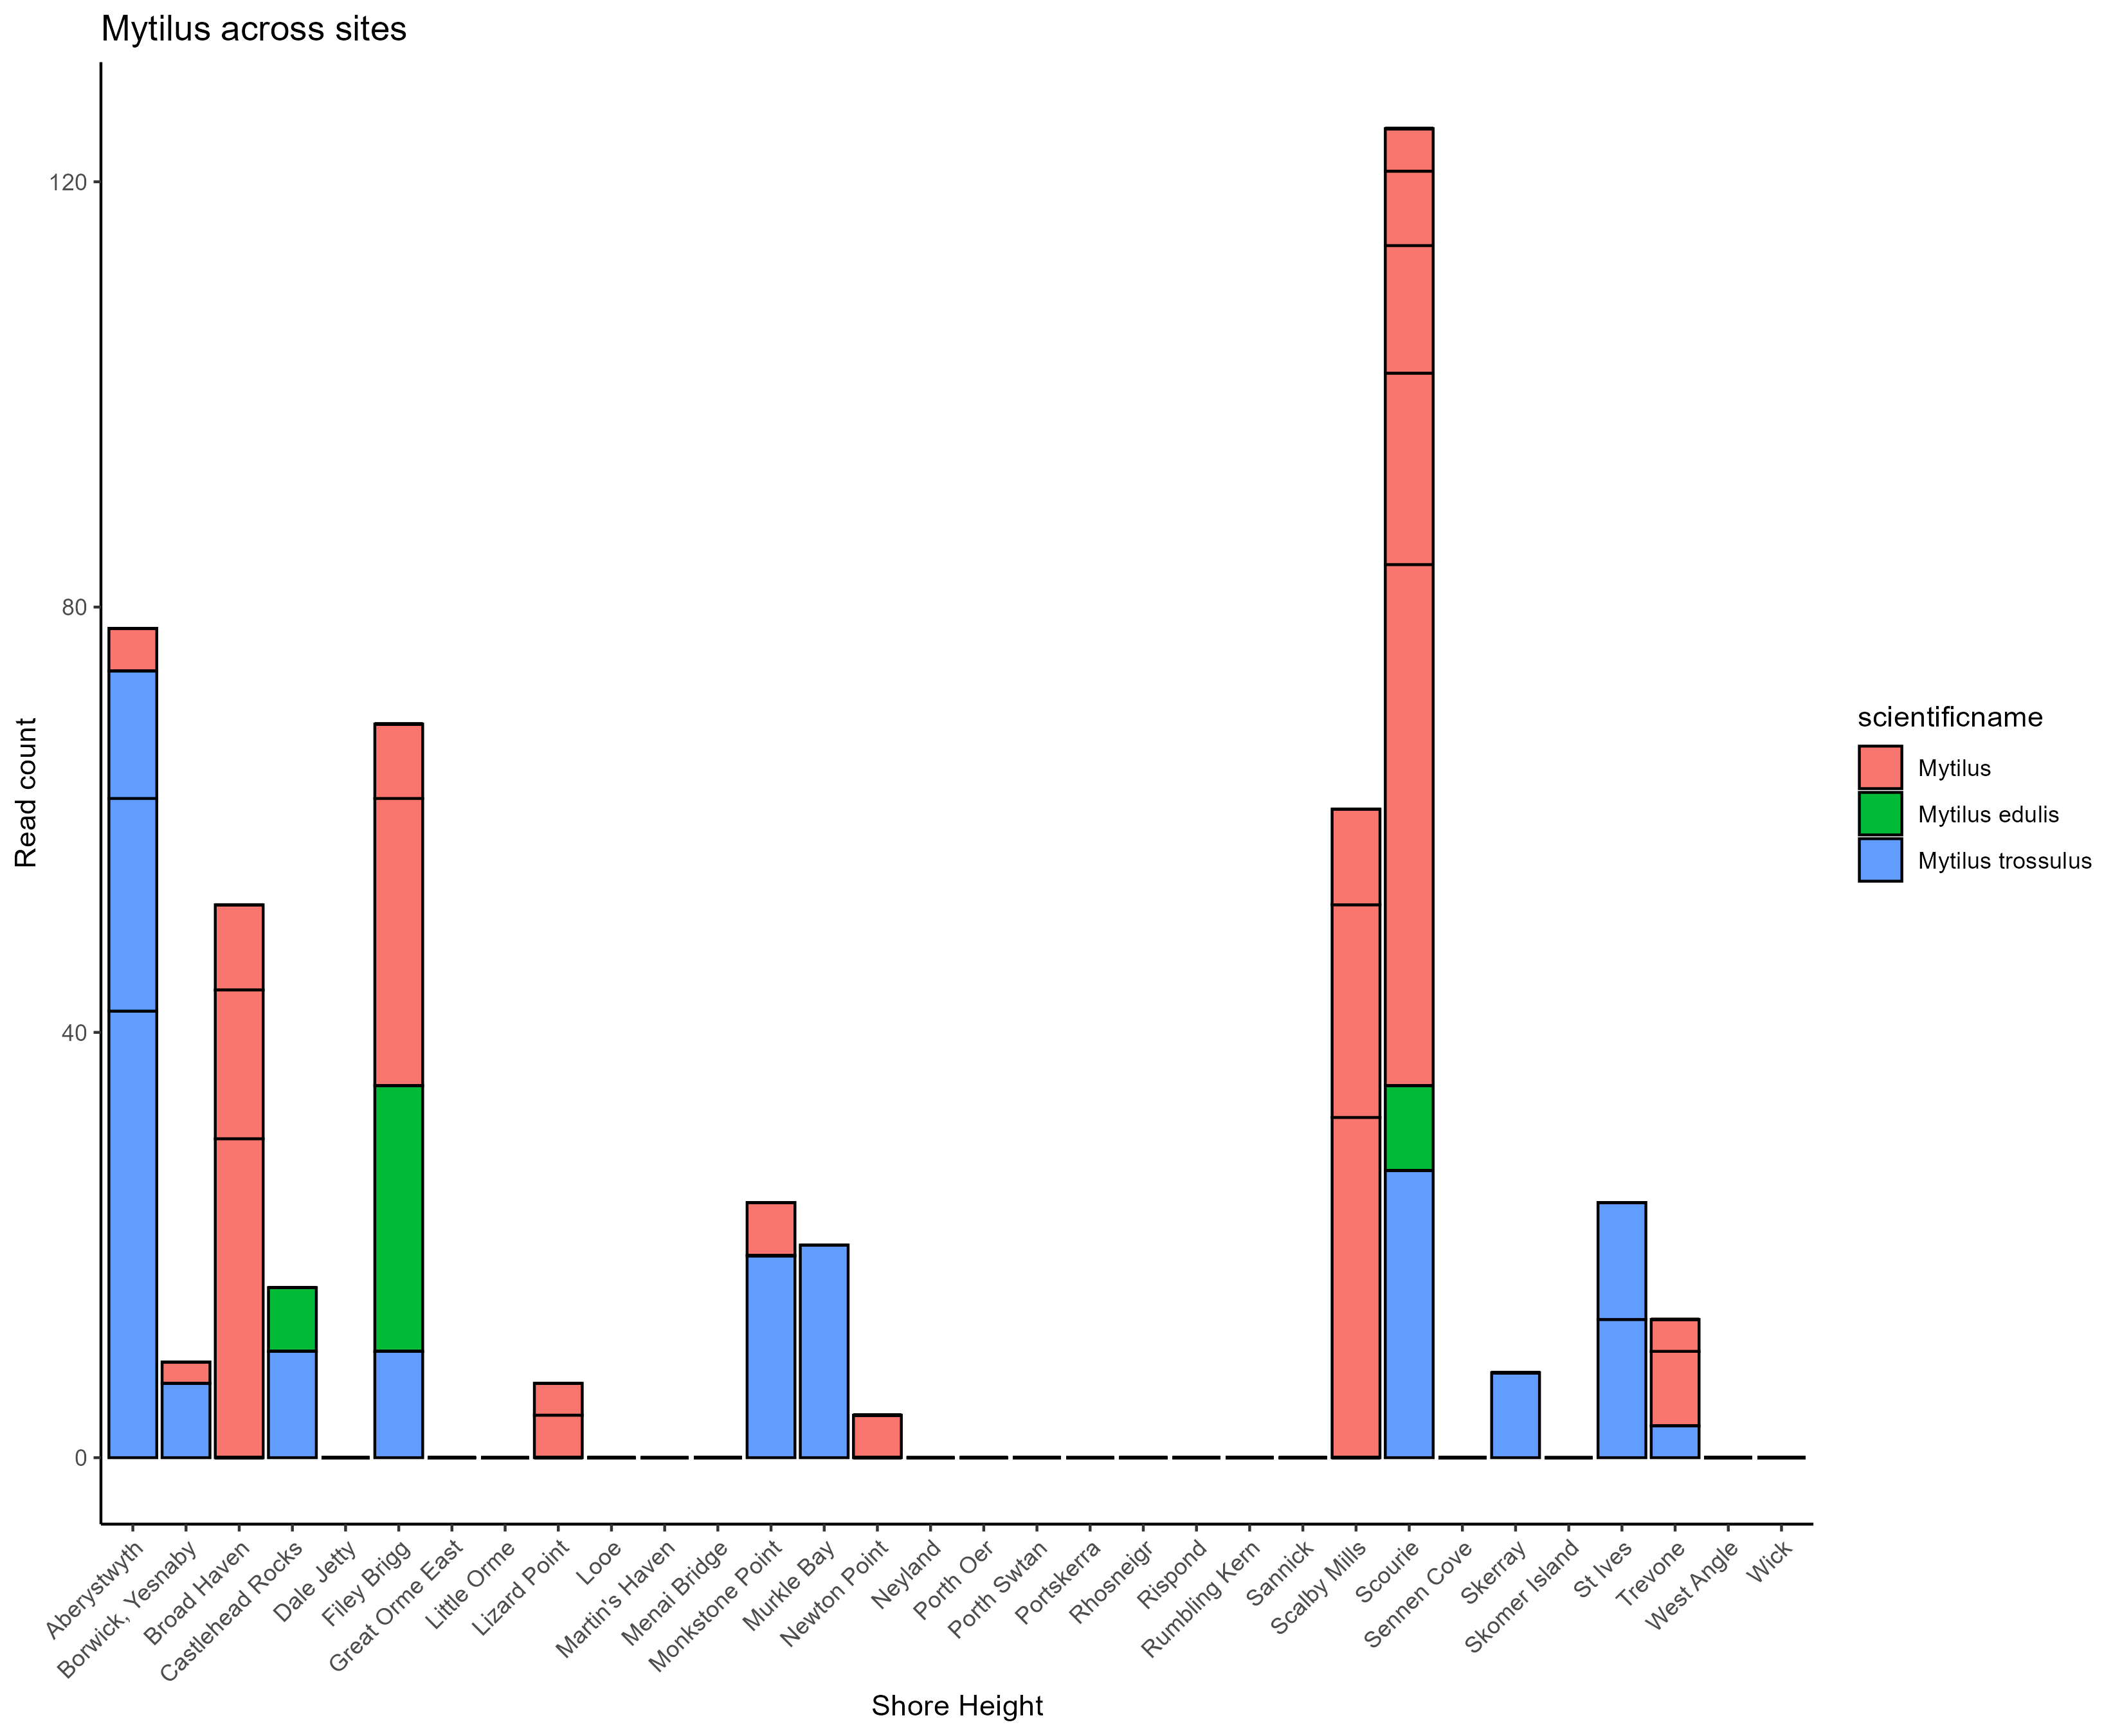 Mytilus across sites
120
80
40
0
Read count
Aberystwyth
Borwick, Yesnaby
Broad Haven
Castlehead Rocks
Dale Jetty
Filey Brigg
Great Orme East
Little Orme
Lizard Point
Looe
Martin's Haven
Menai Bridge
Monkstone Point
Murkle Bay
Newton Point
Neyland
Porth Oer
Porth Swtan
Portskerra
Rhosneigr
Rispond
Rumbling Kern
Sannick
Scalby Mills
Scourie
Sennen Cove
Skerray
Skomer Island
St Ives
Trevone
West Angle
Wick
Shore Height
scientificname
Mytilus
Mytilus edulis
Mytilus trossulus